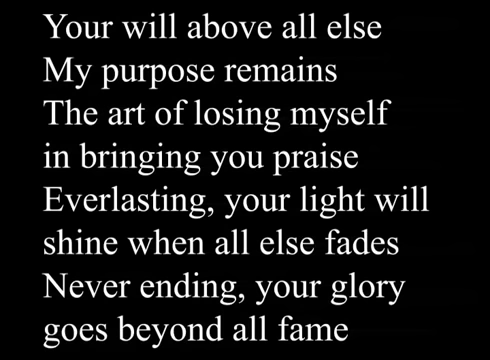 Your will above all else
My purpose remains
The art of losing myself
in bringing you praise
Everlasting, your light will
shine when all else fades
Never ending, your glory
goes beyond all fame